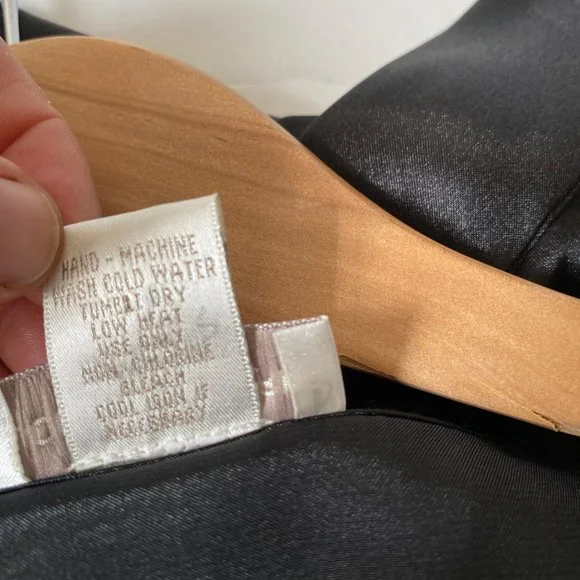 HAND - MACHINE
WASH COLD WATER
TUMBLE DRY
LOW HEAT
USE ONLY
NON-CHLORINE
BLEACH
COOL IRON IF
NECESSARY